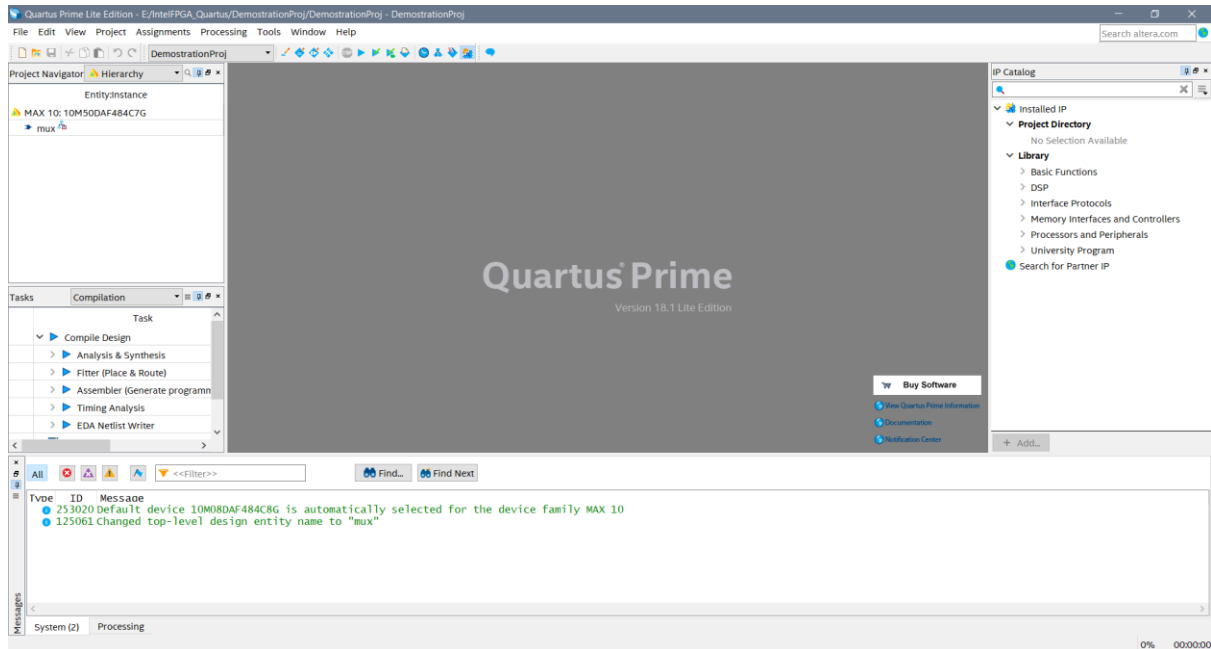 Quartus Prime Lite Edition - E:/IntelFPGA_Quartus/DemostrationProj/DemostrationProj - DemostrationProj
File Edit View Project Assignments Processing Tools Window Help
Search altera.com
DemostrationProj
Project Navigator Hierarchy
Entity:Instance
MAX 10: 10M50DAF484C7G
mux
Tasks Compilation
Task
Compile Design
Analysis & Synthesis
Fitter (Place & Route)
Assembler (Generate programm
Timing Analysis
EDA Netlist Writer
Quartus Prime
Version 18.1 Lite Edition
Buy Software
View Quartus Prime Information
Documentation
Notification Center
IP Catalog
Installed IP
Project Directory
No Selection Available
Library
Basic Functions
DSP
Interface Protocols
Memory Interfaces and Controllers
Processors and Peripherals
University Program
Search for Partner IP
+ Add...
All <<Filter>> Find... Find Next
Type ID Message
253020 Default device 10M08DAF484C8G is automatically selected for the device family MAX 10
125061 Changed top-level design entity name to "mux"
Messages
System (2) Processing
0% 00:00:00